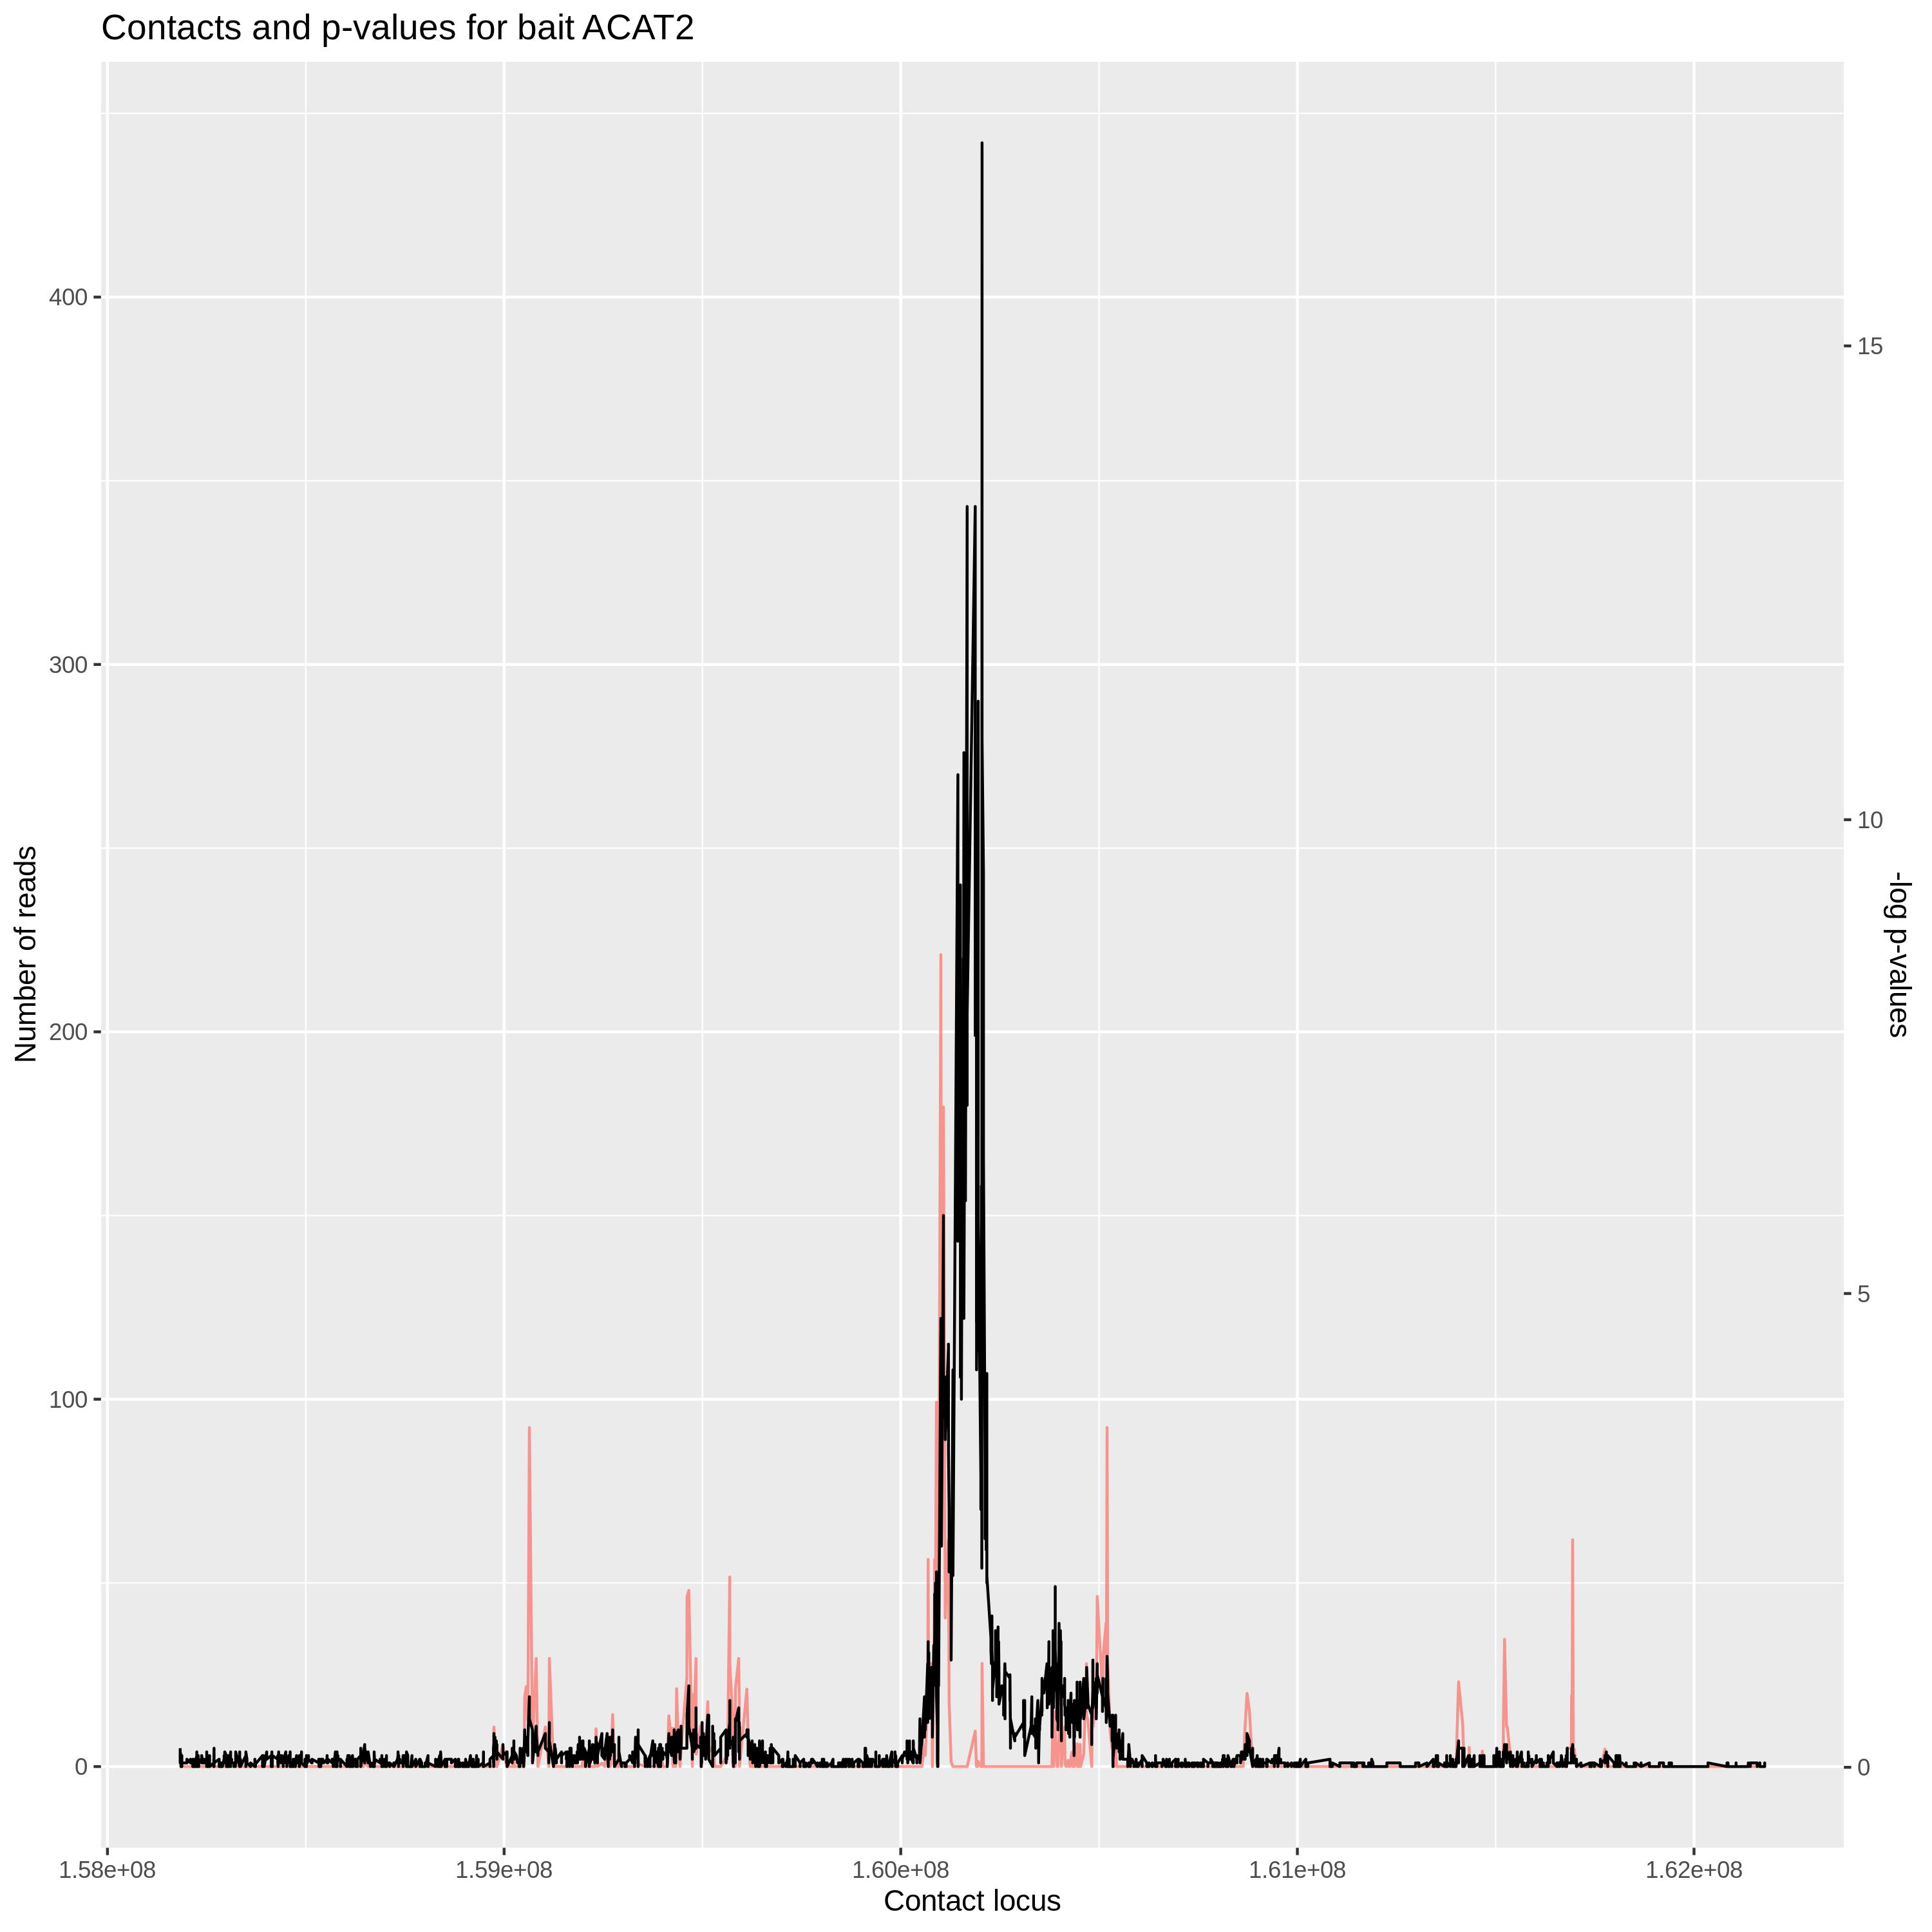 Contacts and p-values for bait ACAT2
Number of reads
400
300
200
100
0
15
10
5
0
-log p-values
1.58e+08 1.59e+08 1.60e+08 1.61e+08 1.62e+08
Contact locus